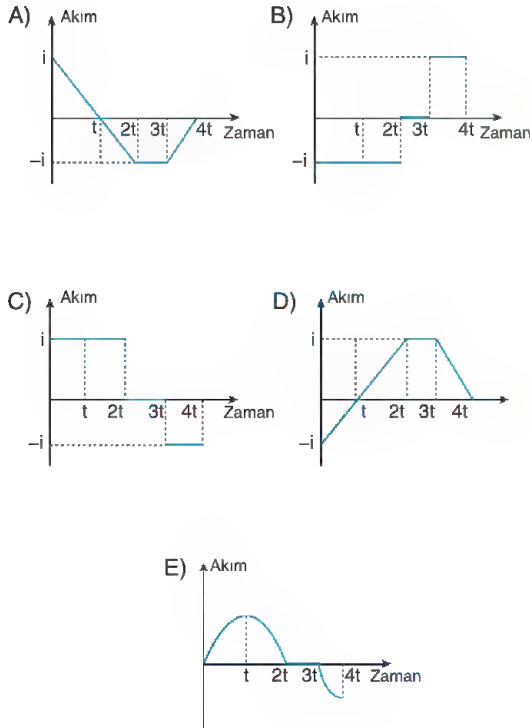 A) Akım
i
t 2t 3t 4t Zaman
–i
B) Akım
i
t 2t 3t 4t Zaman
–i
C) Akım
i
t 2t 3t 4t Zaman
–i
D) Akım
i
t 2t 3t 4t
–i
E) Akım
t 2t 3t 4t Zaman